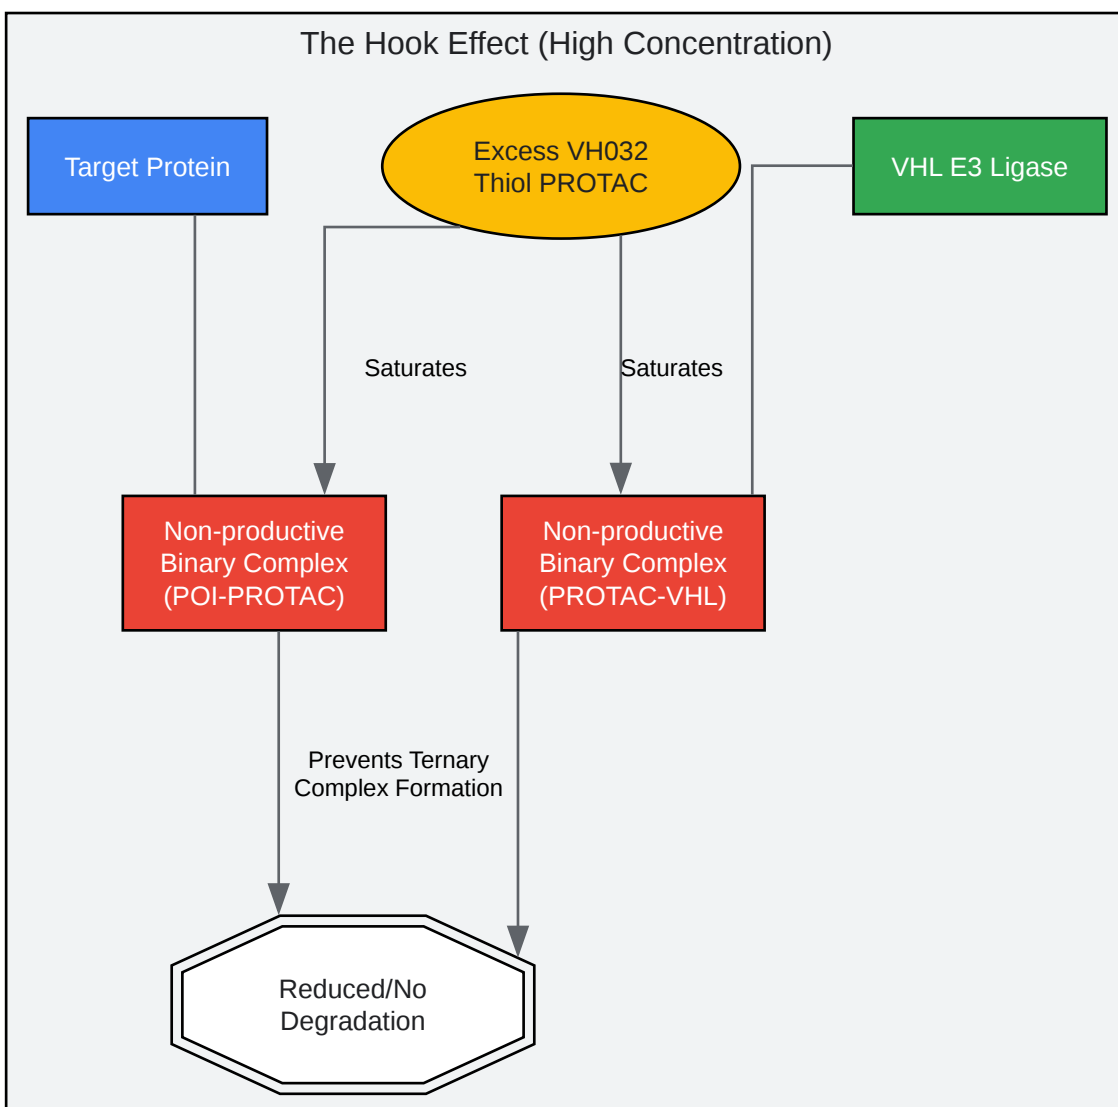 The Hook Effect (High Concentration)
Target Protein
Excess VH032
Thiol PROTAC
VHL E3 Ligase
Saturates
Saturates
Non-productive
Binary Complex
(POI-PROTAC)
Non-productive
Binary Complex
(PROTAC-VHL)
Prevents Ternary
Complex Formation
Reduced/No
Degradation